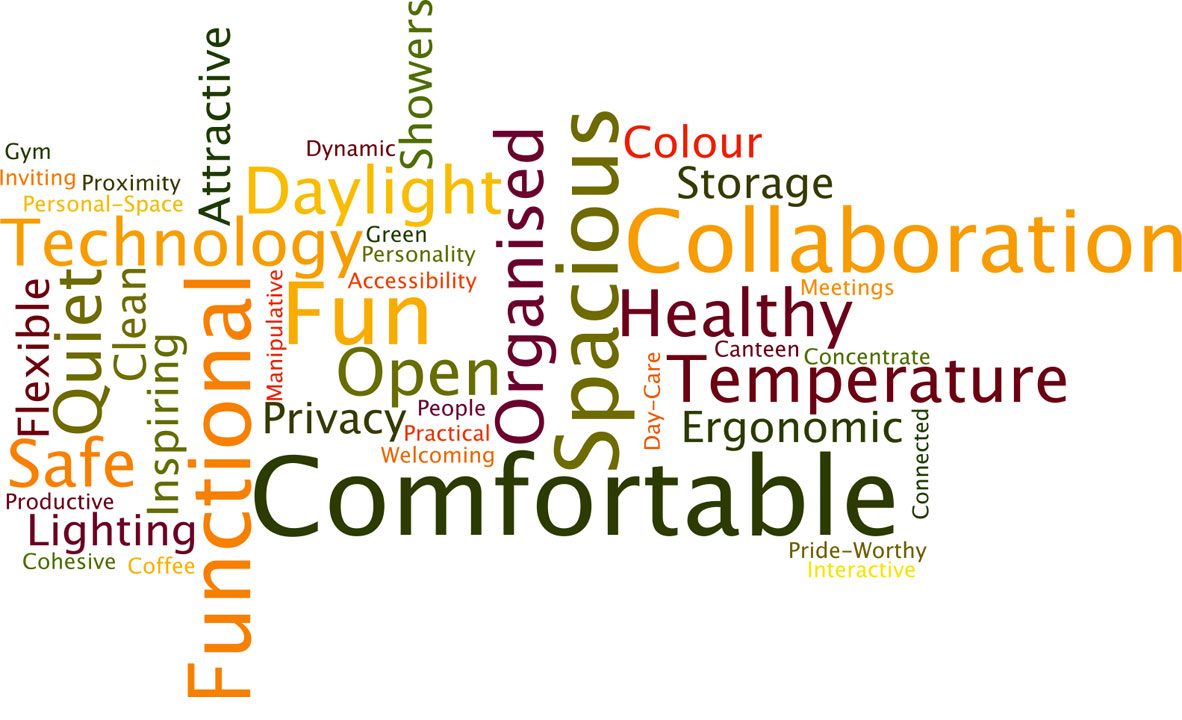 Showers
Attractive
Dynamic
Gym
Inviting
Proximity
Personal-Space
Daylight
Organised
Spacious
Colour
Storage
Technology
Green
Personality
Accessibility
Collaboration
Meetings
Flexible
Quiet
Clean
Inspiring
Functional
Manipulative
Fun
Open
Healthy
Canteen
Concentrate
Day-Care
Temperature
Privacy
People
Practical
Welcoming
Ergonomic
Connected
Safe
Productive
Lighting
Cohesive
Coffee
Comfortable
Pride-Worthy
Interactive